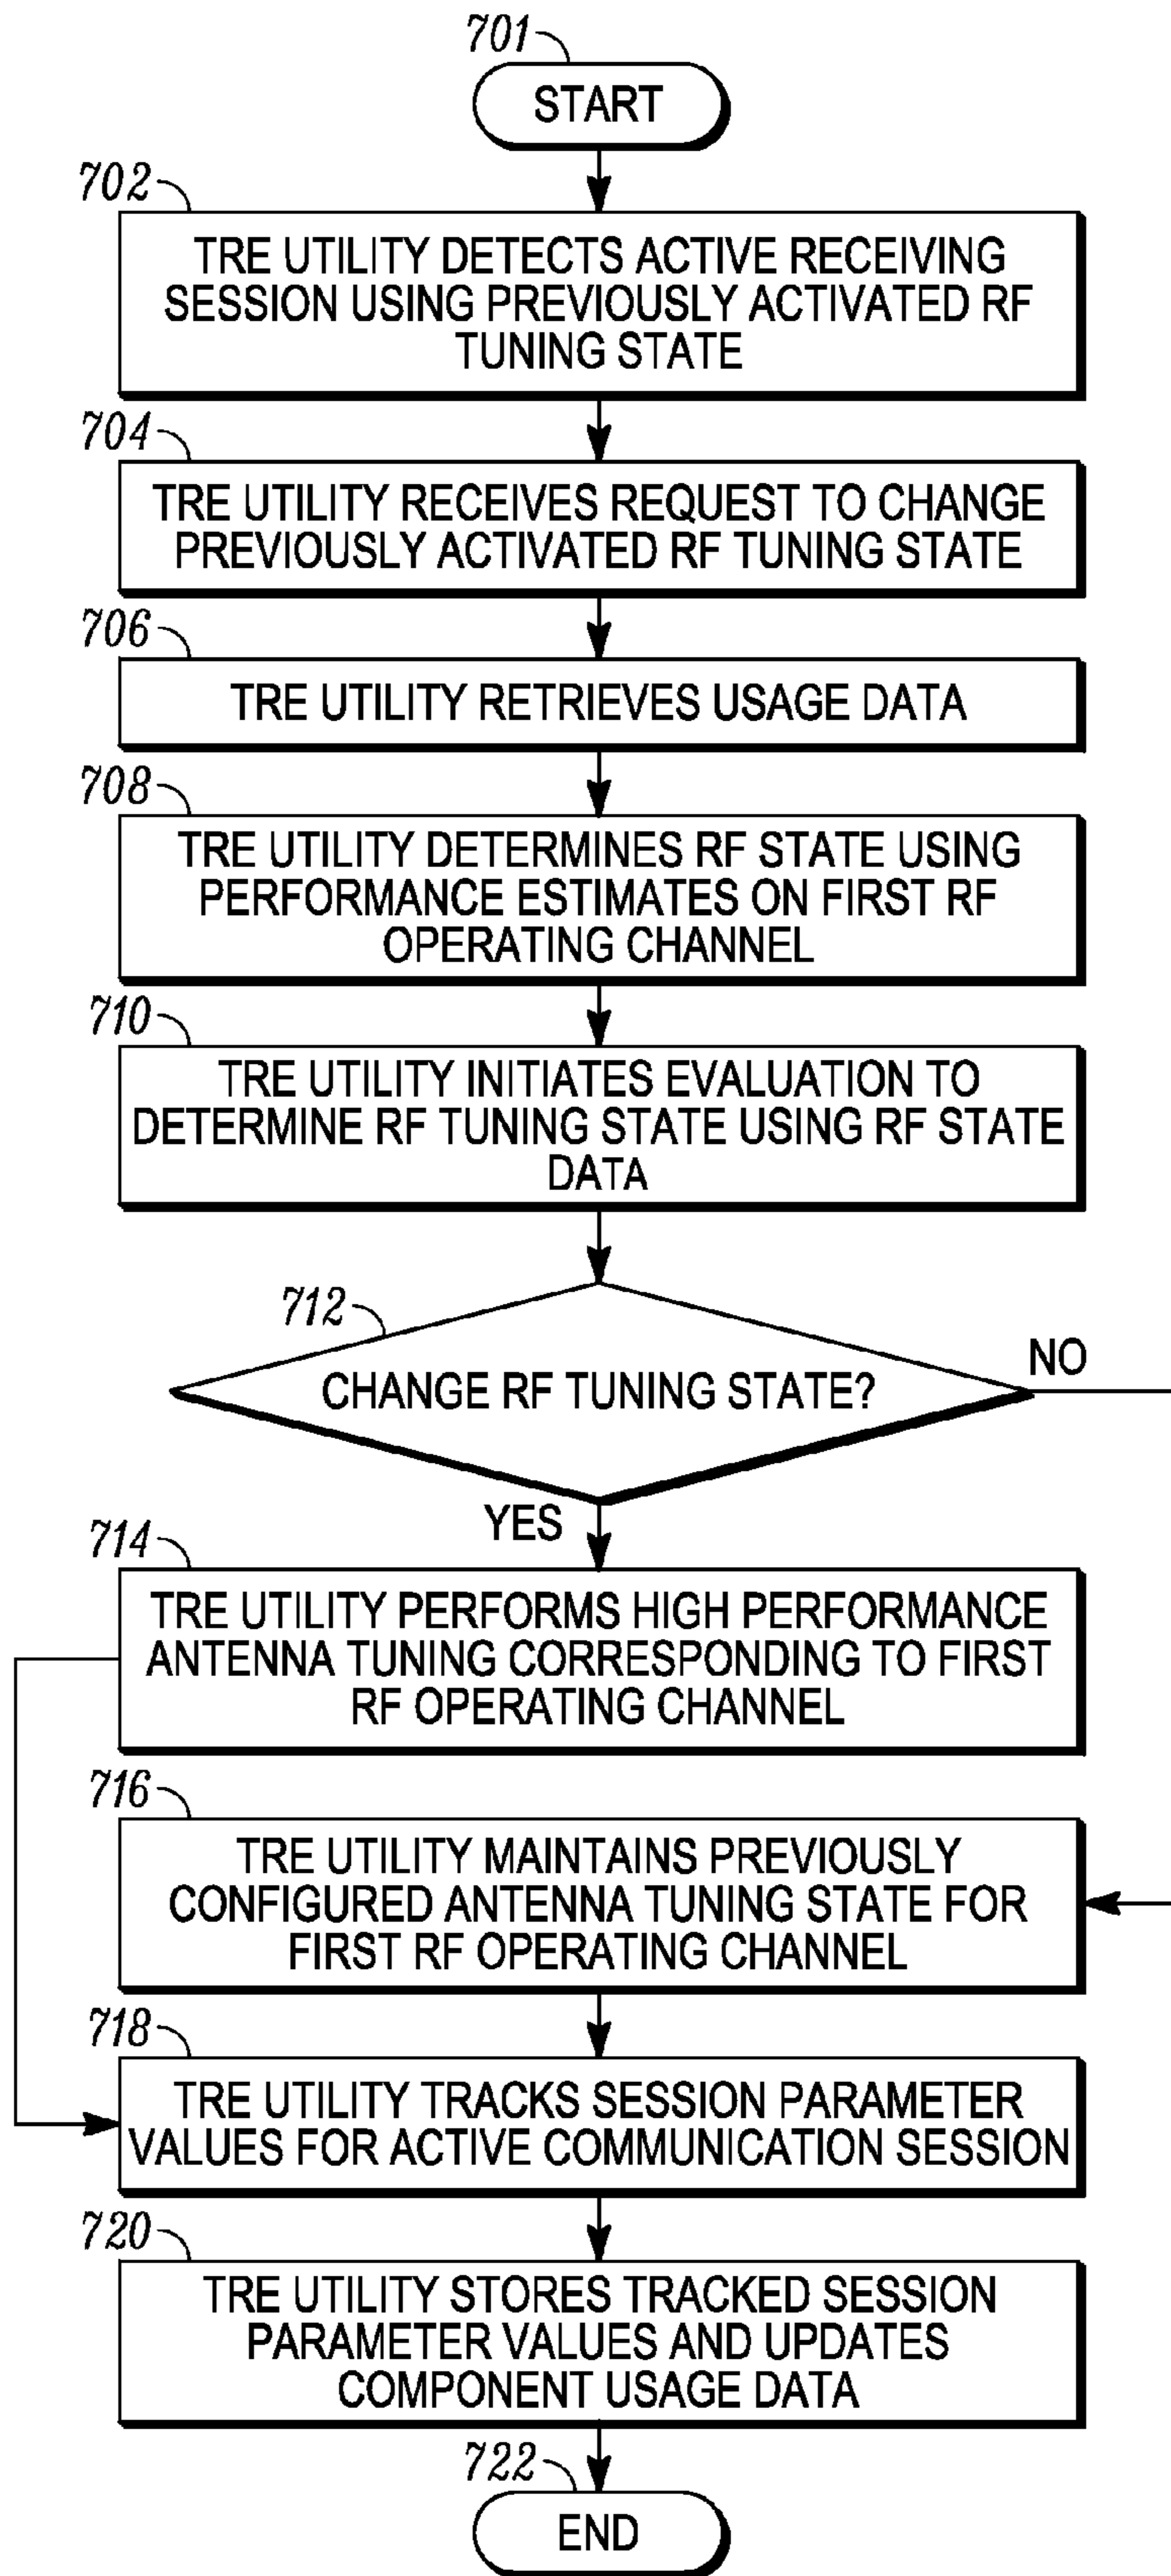 701
START
702
TRE UTILITY DETECTS ACTIVE RECEIVING
SESSION USING PREVIOUSLY ACTIVATED RF
TUNING STATE
704
TRE UTILITY RECEIVES REQUEST TO CHANGE
PREVIOUSLY ACTIVATED RF TUNING STATE
706
TRE UTILITY RETRIEVES USAGE DATA
708
TRE UTILITY DETERMINES RF STATE USING
PERFORMANCE ESTIMATES ON FIRST RF
OPERATING CHANNEL
710
TRE UTILITY INITIATES EVALUATION TO
DETERMINE RF TUNING STATE USING RF STATE
DATA
712
CHANGE RF TUNING STATE?
NO
YES
714
TRE UTILITY PERFORMS HIGH PERFORMANCE
ANTENNA TUNING CORRESPONDING TO FIRST
RF OPERATING CHANNEL
716
TRE UTILITY MAINTAINS PREVIOUSLY
CONFIGURED ANTENNA TUNING STATE FOR
FIRST RF OPERATING CHANNEL
718
TRE UTILITY TRACKS SESSION PARAMETER
VALUES FOR ACTIVE COMMUNICATION SESSION
720
TRE UTILITY STORES TRACKED SESSION
PARAMETER VALUES AND UPDATES
COMPONENT USAGE DATA
722
END